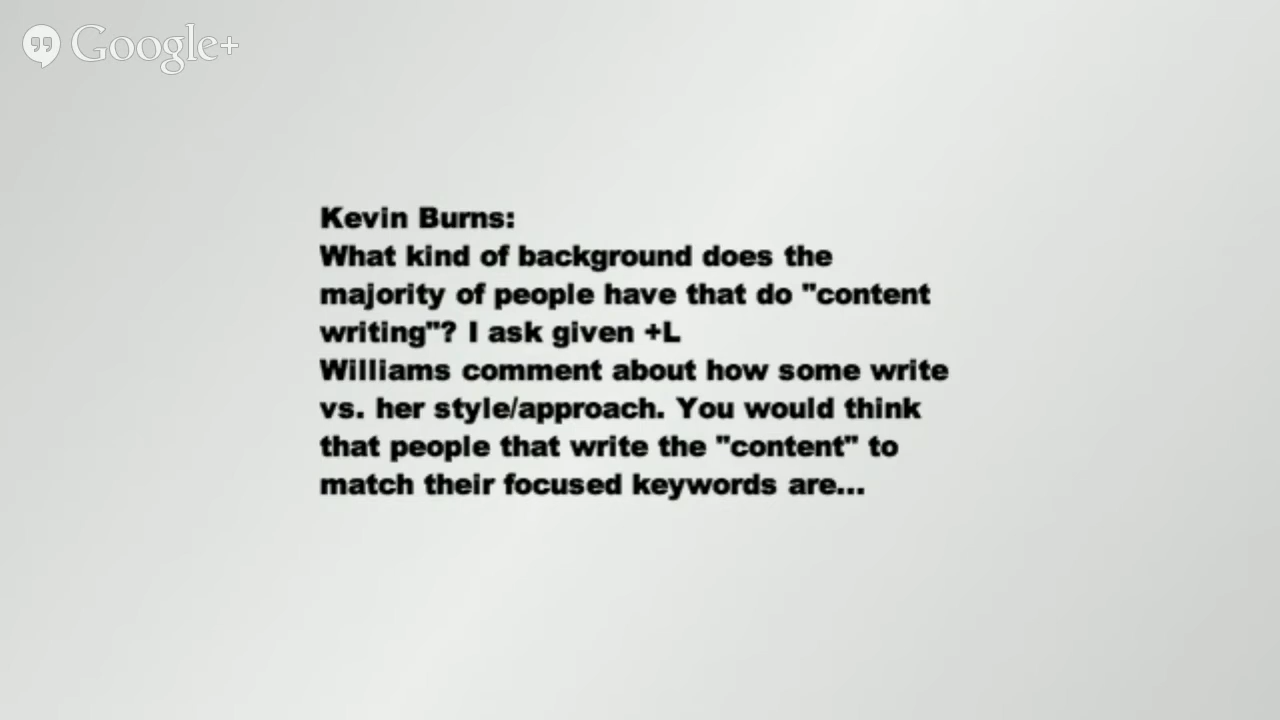 Google+
Kevin Burns:
What kind of background does the
majority of people have that do "content
writing"? I ask given +L
Williams comment about how some write
vs. her style/approach. You would think
that people that write the "content" to
match their focused keywords are...